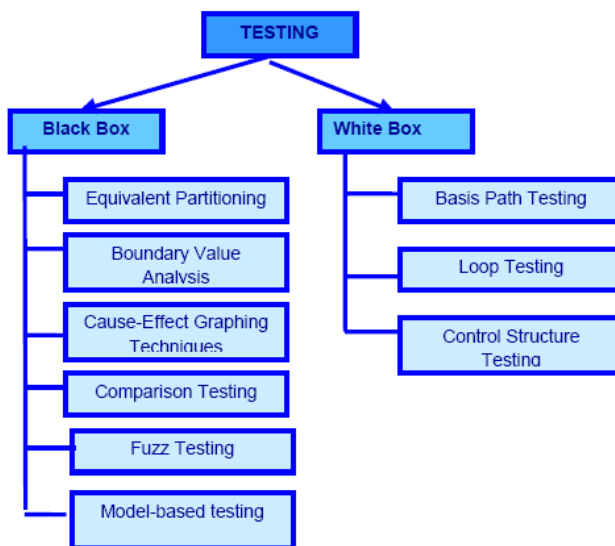 TESTING
Black Box
White Box
Equivalent Partitioning
Boundary Value
Analysis
Cause-Effect Graphing
Techniques
Comparison Testing
Fuzz Testing
Model-based testing
Basis Path Testing
Loop Testing
Control Structure
Testing